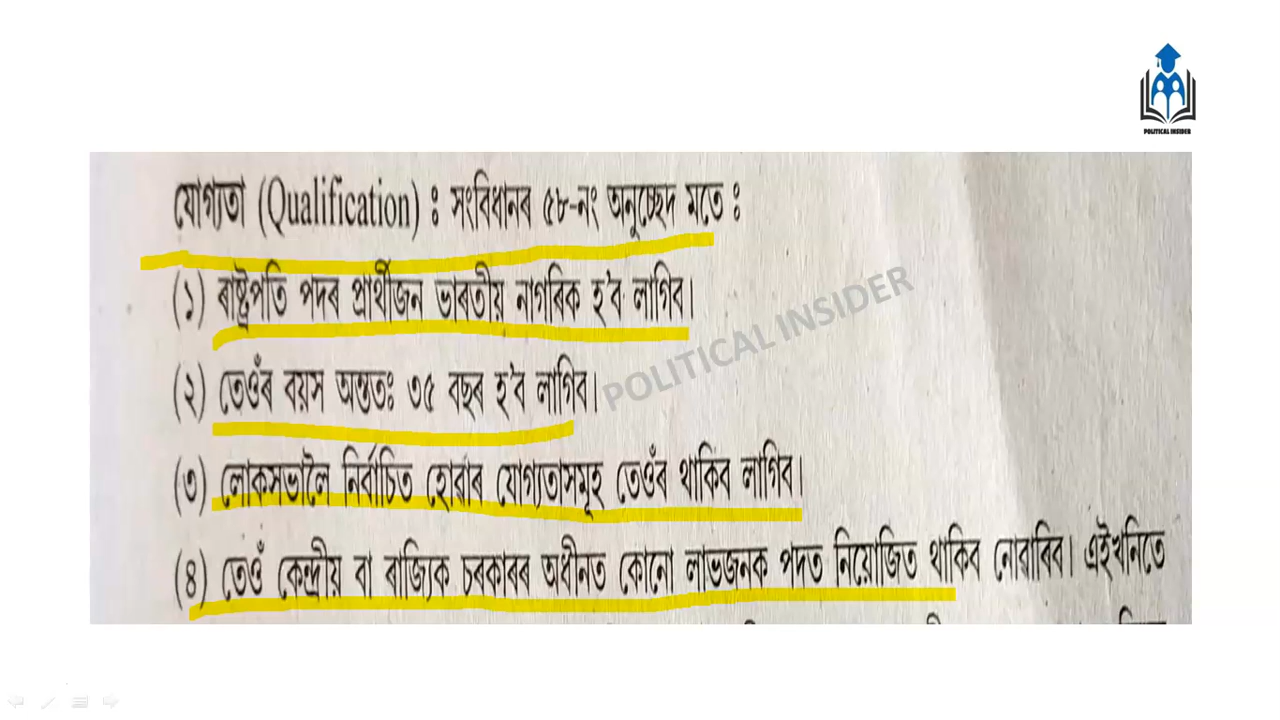 POLITICAL INSIDER
যোগ্যতা (Qualification) : সংবিধানৰ ৫৮-নং অনুচ্ছেদ মতে :
(১) ৰাষ্ট্ৰপতি পদৰ প্ৰাৰ্থীজন ভাৰতীয় নাগৰিক হ'ব লাগিব।
POLITICAL INSIDER
(২) তেওঁৰ বয়স অন্ততঃ ৩৫ বছৰ হ'ব লাগিব।
(৩) লোকসভালৈ নিৰ্বাচিত হোৱাৰ যোগ্যতাসমূহ তেওঁৰ থাকিব লাগিব।
(৪) তেওঁ কেন্দ্ৰীয় বা ৰাজ্যিক চৰকাৰৰ অধীনত কোনো লাভজনক পদত নিয়োজিত থাকিব নোৱাৰিব। এইখনিতে